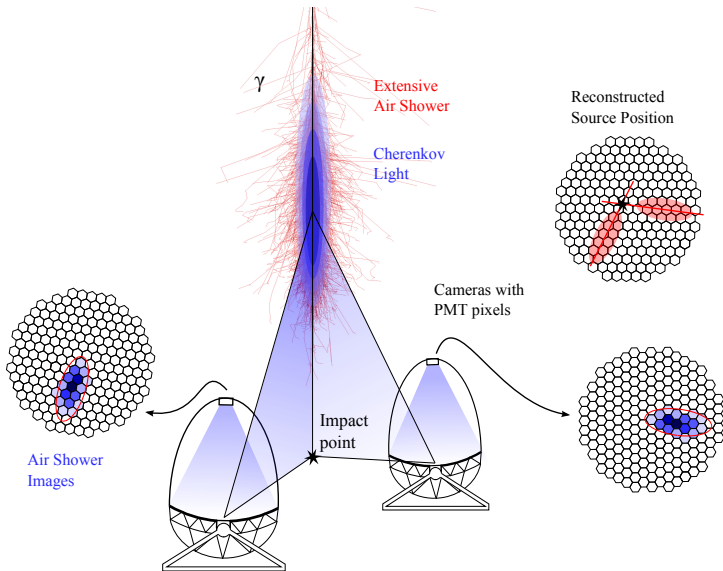 γ
Extensive
Air Shower
Cherenkov
Light
Reconstructed
Source Position
Cameras with
PMT pixels
Impact
point
Air Shower
Images